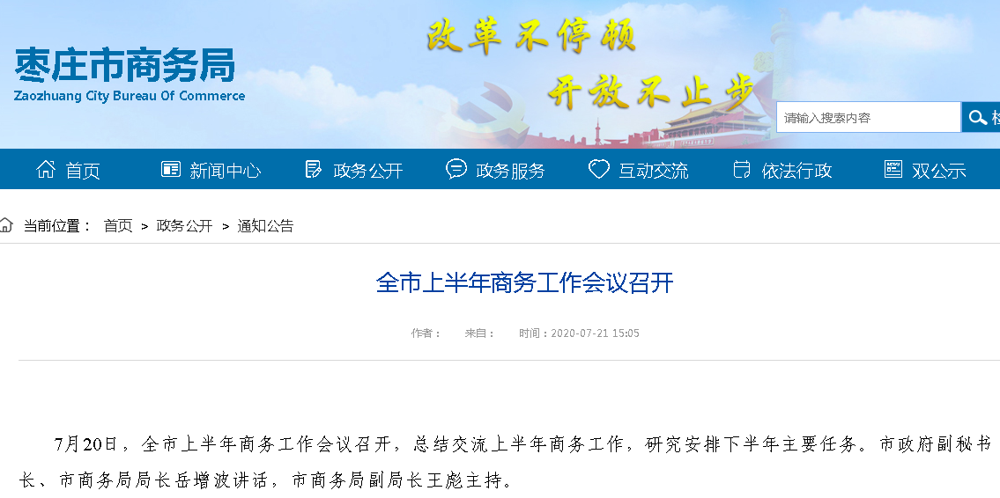 改革不停顿
开放不止步
枣庄市商务局
Zaozhuang City Bureau Of Commerce
请输入搜索内容
首页 新闻中心 政务公开 政务服务 互动交流 依法行政 双公示
当前位置： 首页 > 政务公开 > 通知公告
全市上半年商务工作会议召开
作者： 来自： 时间：2020-07-21 15:05
7月20日，全市上半年商务工作会议召开，总结交流上半年商务工作，研究安排下半年主要任务。市政府副秘书
长、市商务局局长岳增波讲话，市商务局副局长王彪主持。